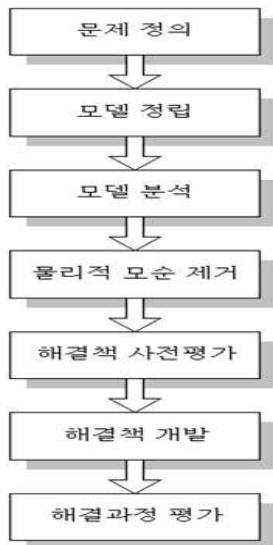 문제 정의
모델 정립
모델 분석
물리적 모순 제거
해결책 사전평가
해결책 개발
해결과정 평가